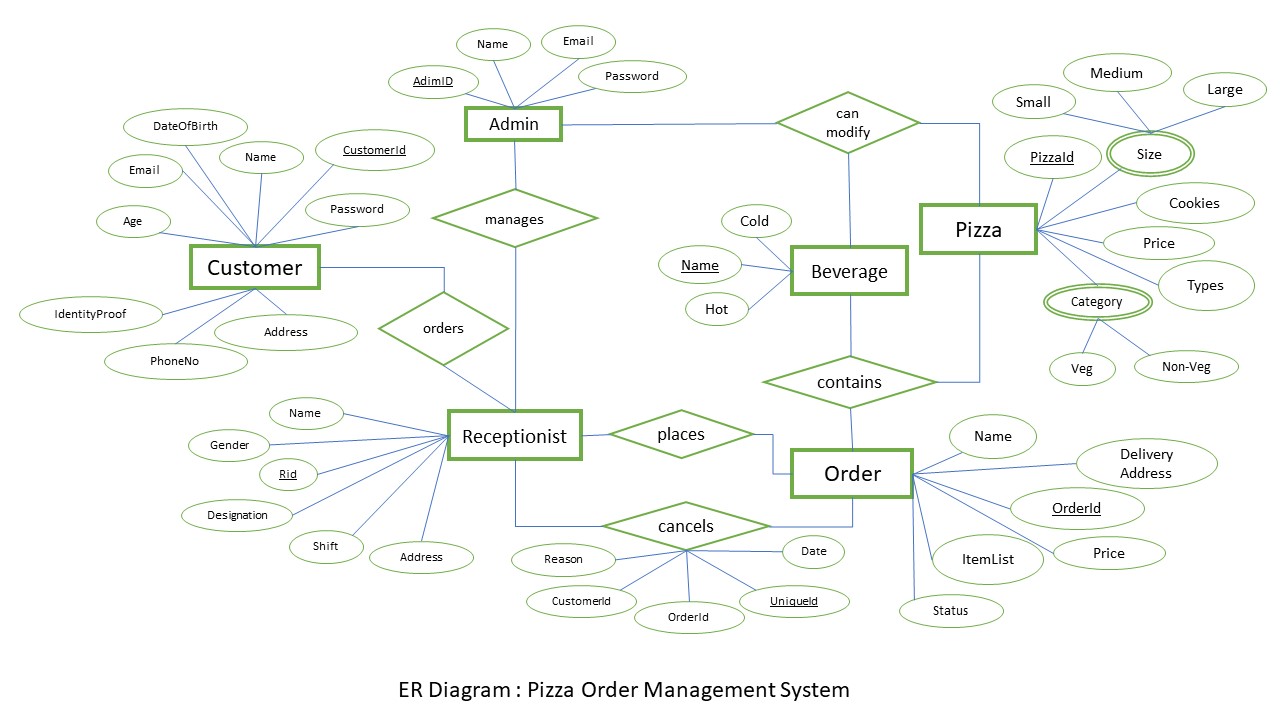 Name
Email
AdimID
Password
Admin
can
modify
Medium
Large
Small
Size
PizzaId
Cookies
Price
Types
Category
Veg
Non-Veg
Pizza
DateOfBirth
Name
CustomerId
Email
Password
Age
Customer
IdentityProof
Address
PhoneNo
manages
orders
Cold
Name
Hot
Beverage
contains
Name
Gender
Rid
Designation
Shift
Address
Receptionist
places
Order
Name
Delivery
Address
OrderId
Price
ItemList
Status
cancels
Reason
Date
CustomerId
OrderId
UniqueId
ER Diagram : Pizza Order Management System